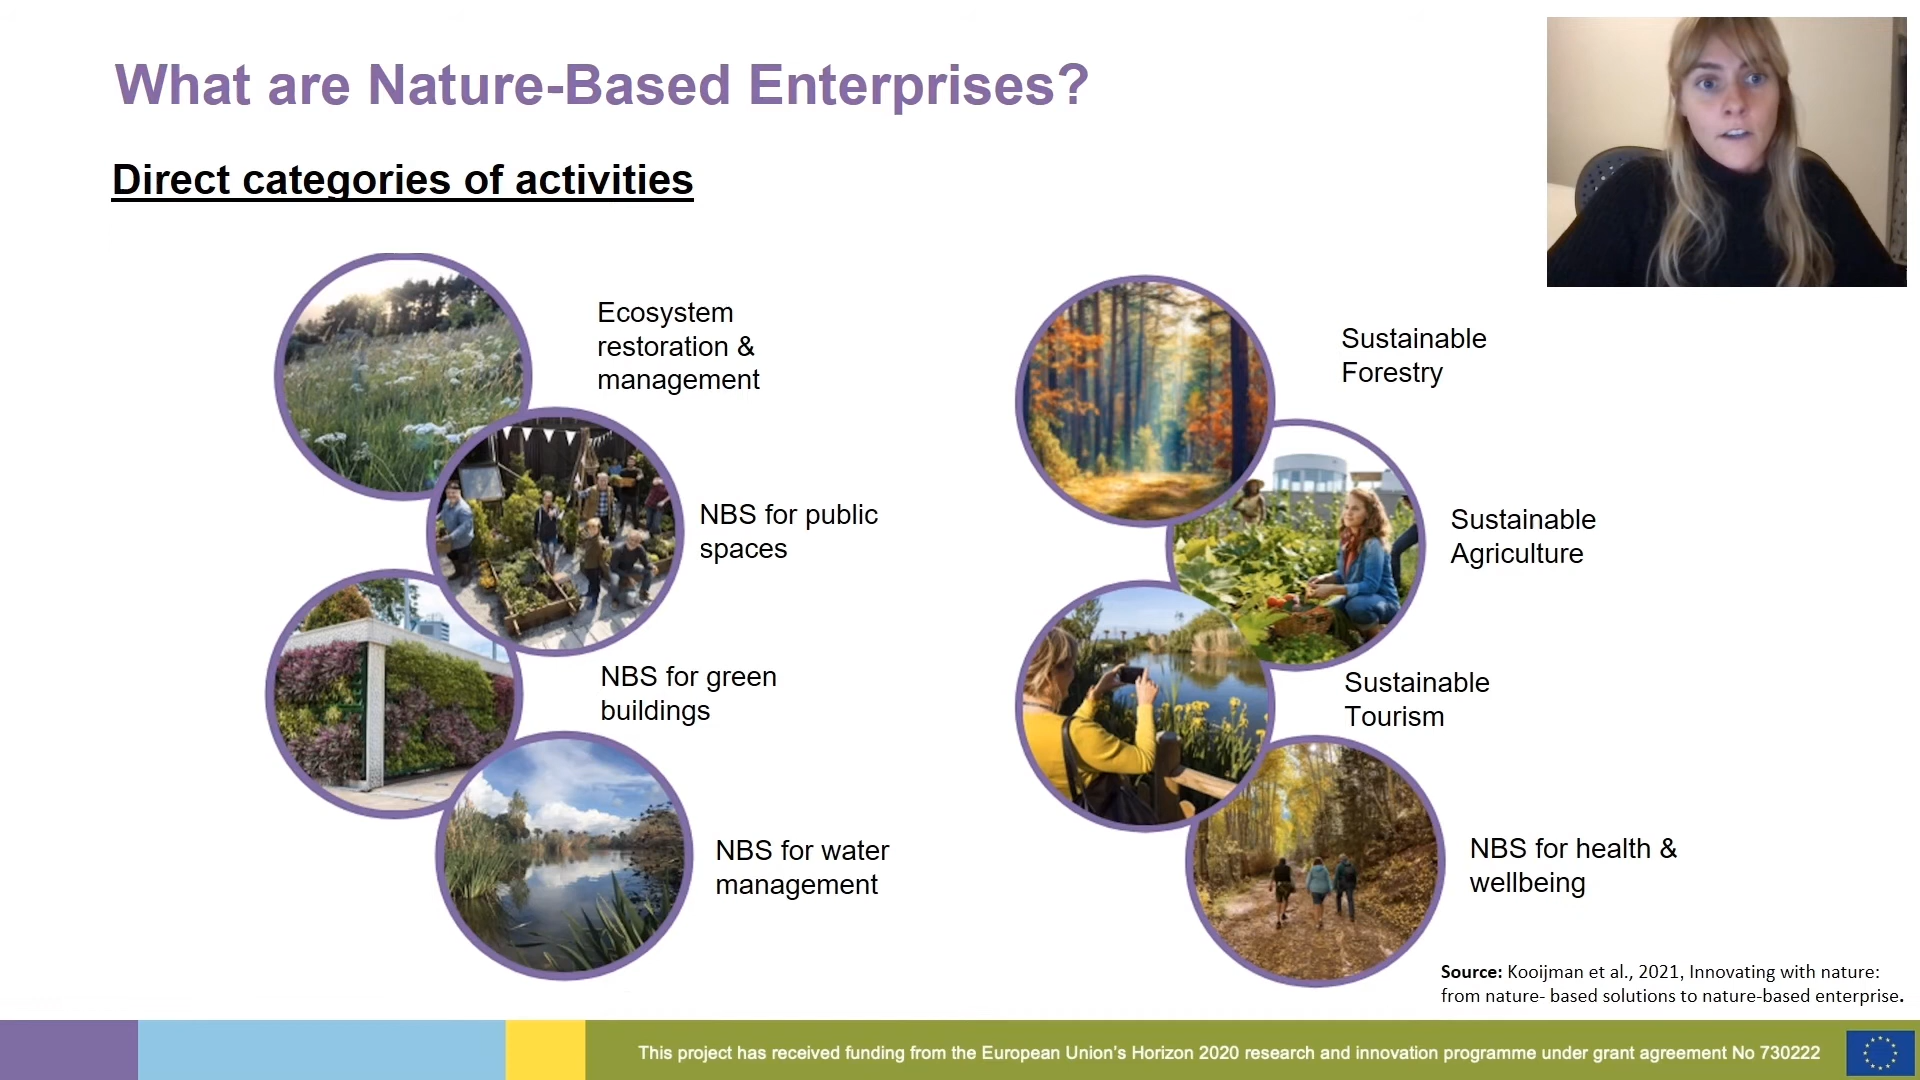 What are Nature-Based Enterprises?
Direct categories of activities
Ecosystem
restoration &
management
NBS for public
spaces
NBS for green
buildings
NBS for water
management
Sustainable
Forestry
Sustainable
Agriculture
Sustainable
Tourism
NBS for health &
wellbeing
Source: Kooijman et al., 2021, Innovating with nature:
from nature- based solutions to nature-based enterprise.
This project has received funding from the European Union's Horizon 2020 research and innovation programme under grant agreement No 730222